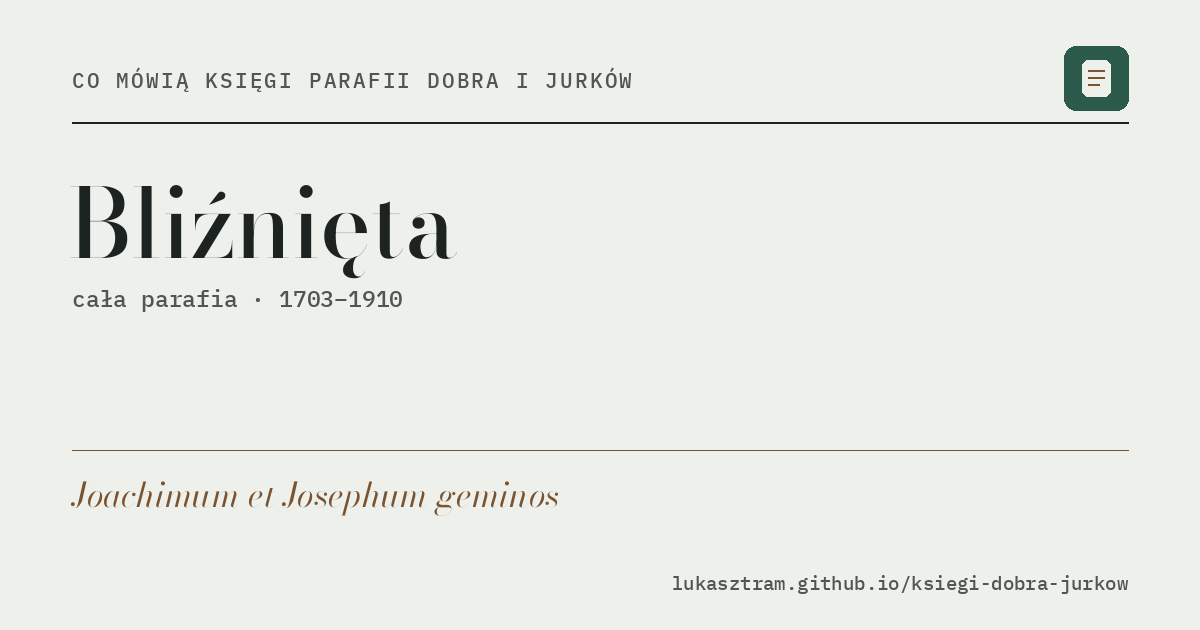 CO MÓWIĄ KSIĘGI PARAFII DOBRA I JURKÓW
Bliźnięta
cała parafia · 1703–1910
Joachimum et Josephum geminos
lukasztram.github.io/ksiegi-dobra-jurkow